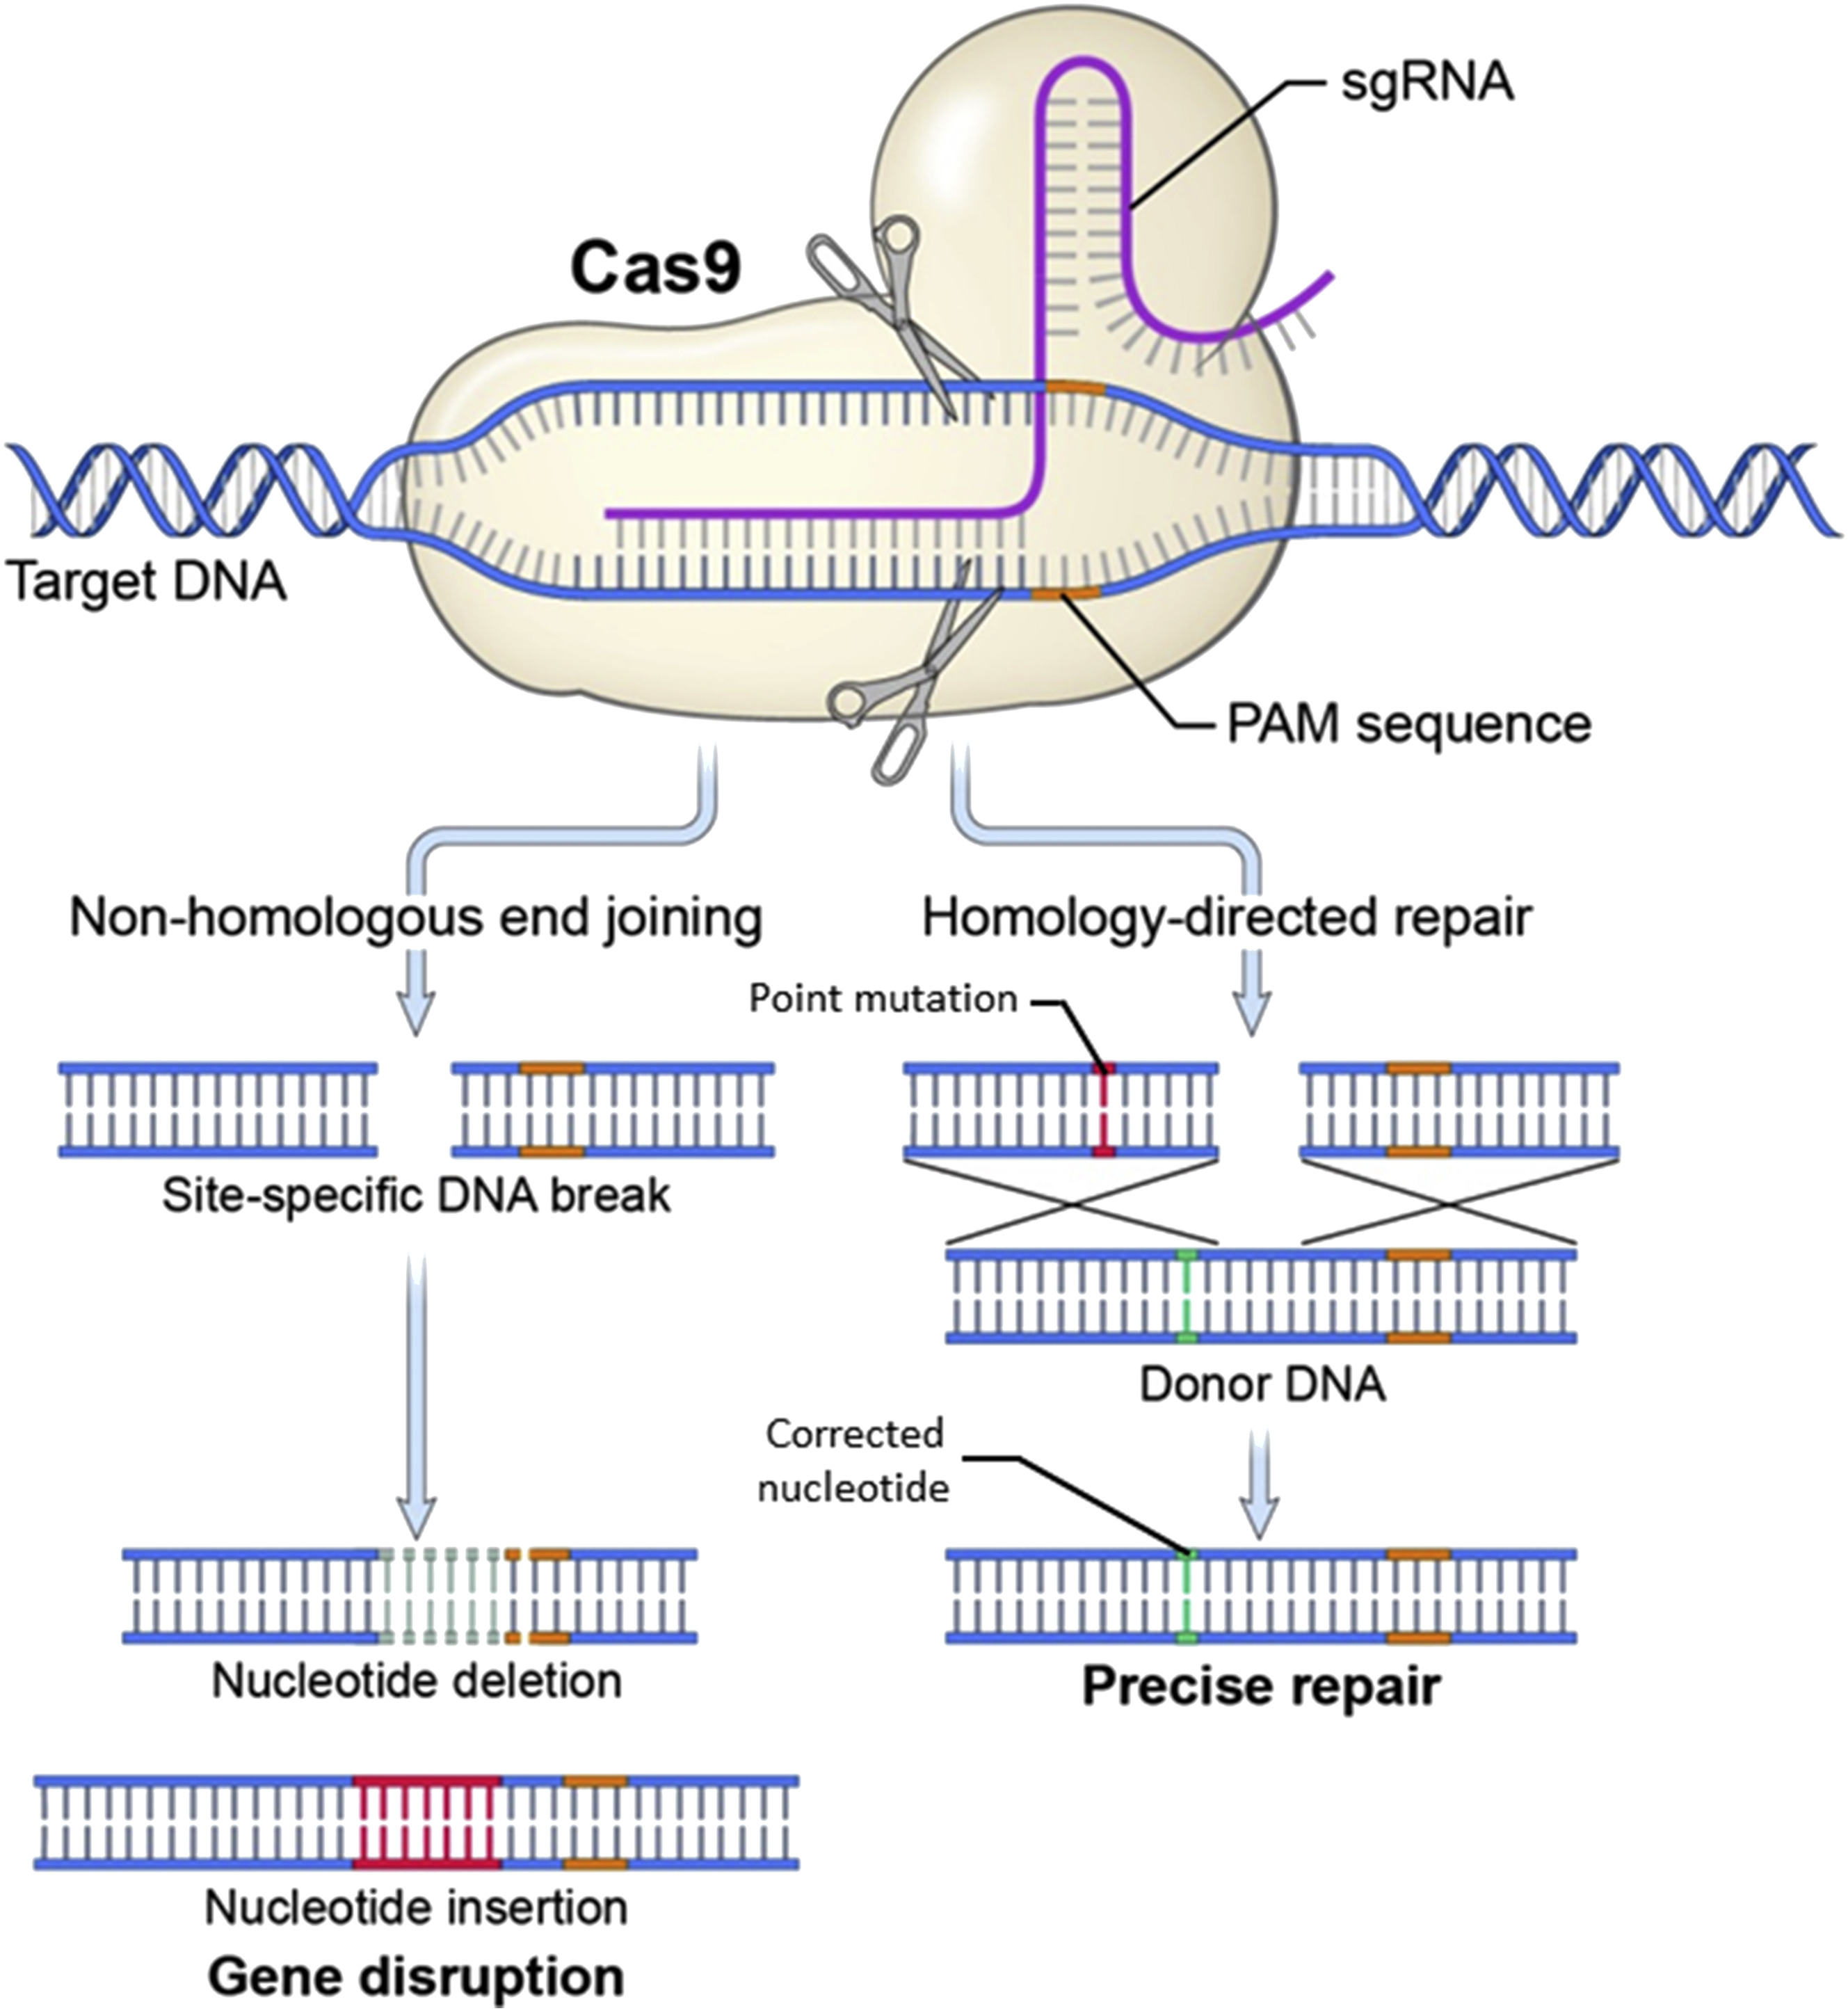 sgRNA
Cas9
Target DNA
PAM sequence
Non-homologous end joining
Homology-directed repair
Point mutation
Site-specific DNA break
Donor DNA
Corrected
nucleotide
Nucleotide deletion
Precise repair
Nucleotide insertion
Gene disruption